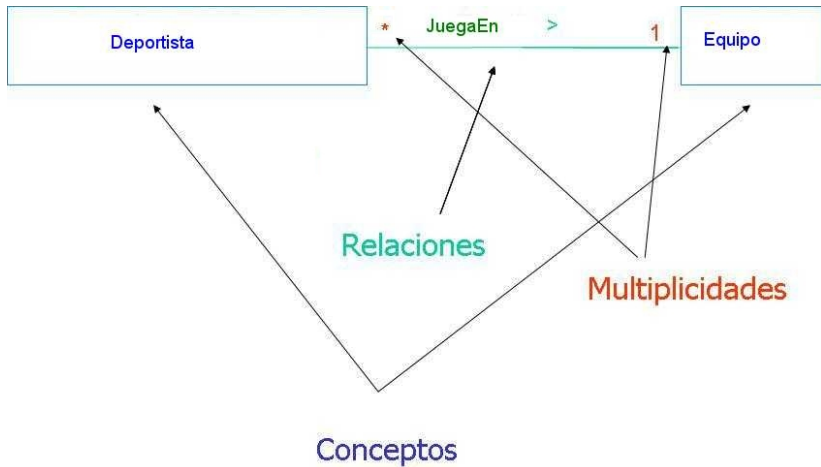 Deportista
* JuegaEn > 1
Equipo
Relaciones
Multiplicidades
Conceptos